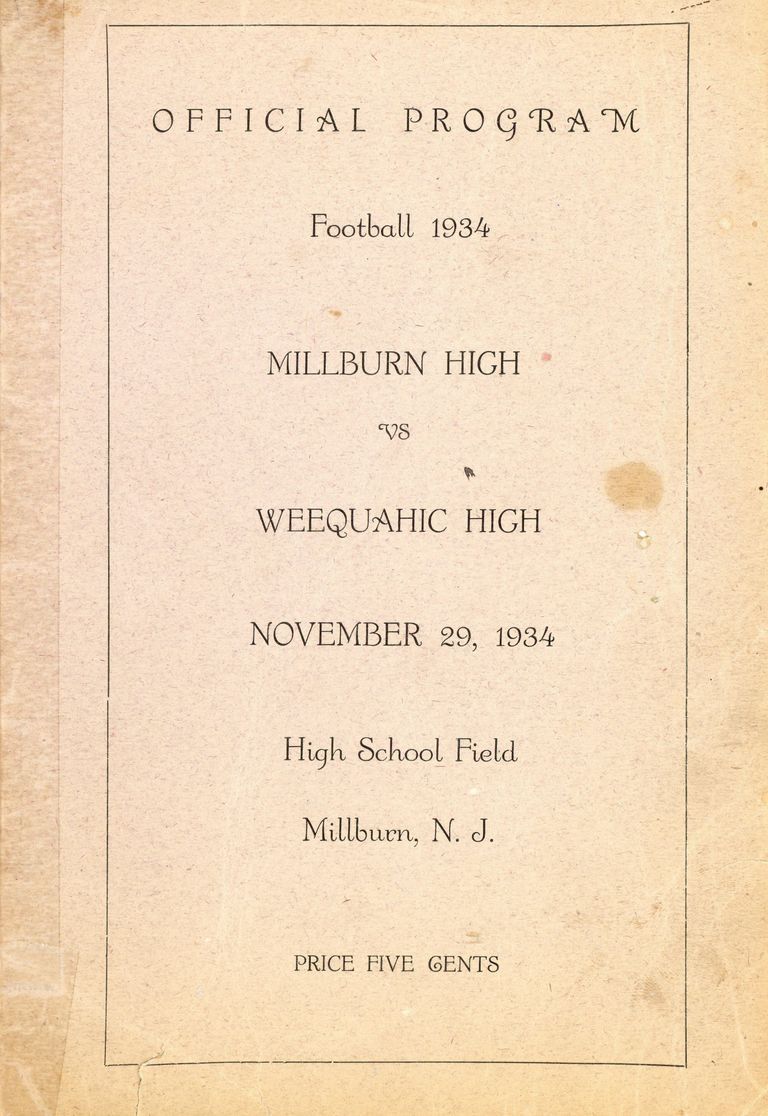 OFFICIAL PROGRAM
Football 1934
MILLBURN HIGH
VS
WEEQUAHIC HIGH
NOVEMBER 29, 1934
High School Field
Millburn, N. J.
PRICE FIVE CENTS